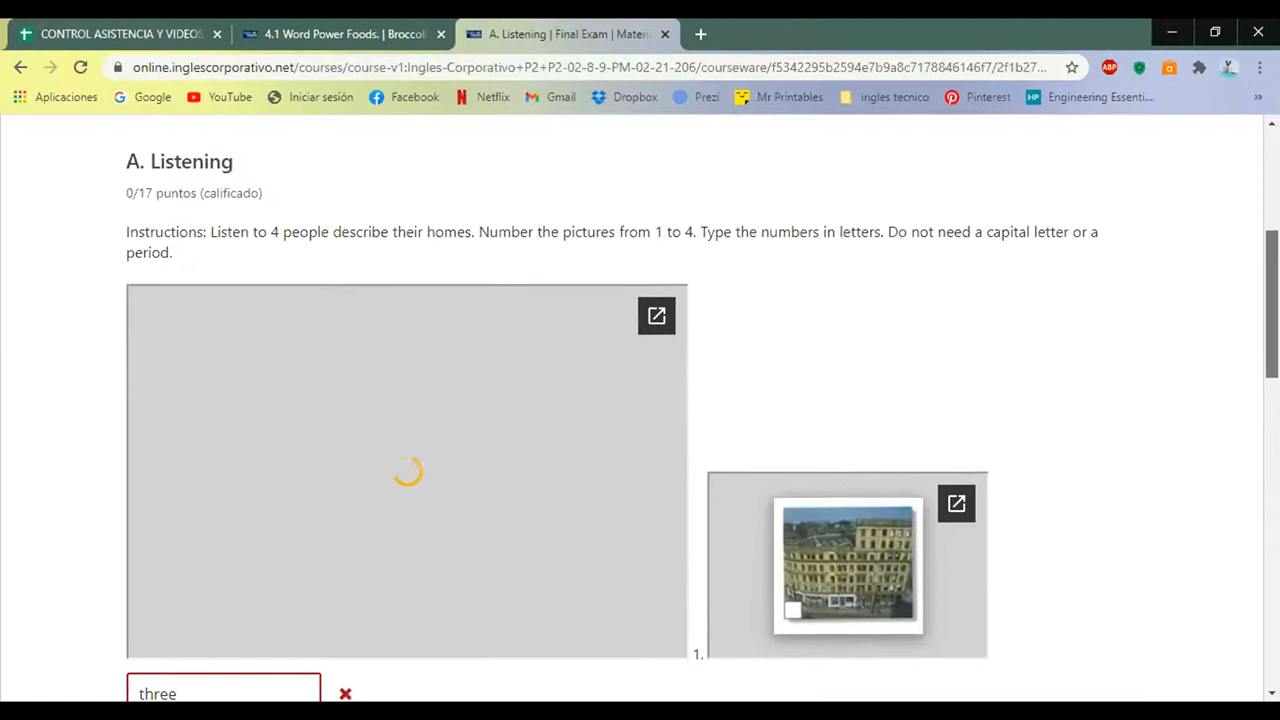 CONTROL ASISTENCIA Y VIDEOS
4.1 Word Power Foods. | Broccoli
A. Listening | Final Exam | Materi
online.inglescorporativo.net/courses/course-v1:Ingles-Corporativo+P2+P2-02-8-9-PM-02-21-206/courseware/f5342295b2594e7b9a8c7178846146f7/2f1b27...
ABP
Aplicaciones Google YouTube Iniciar sesión Facebook Netflix Gmail Dropbox Prezi Mr Printables ingles tecnico Pinterest HP Engineering Essenti...
A. Listening
0/17 puntos (calificado)
Instructions: Listen to 4 people describe their homes. Number the pictures from 1 to 4. Type the numbers in letters. Do not need a capital letter or a
period.
1.
three